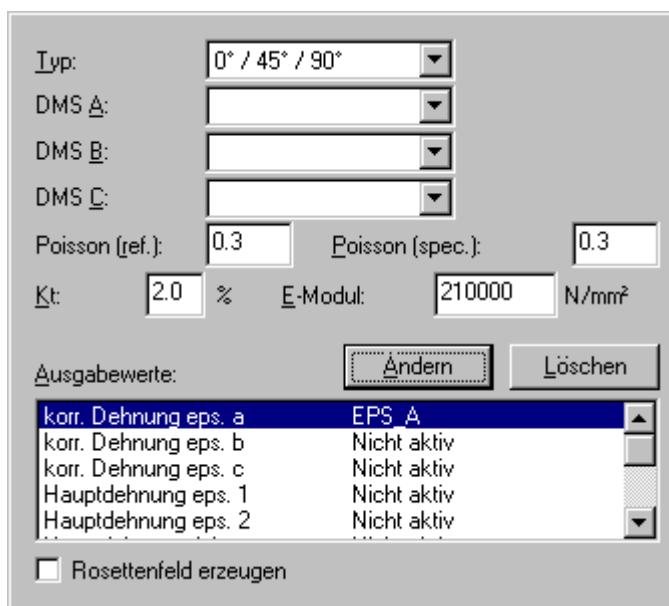 Typ: 0° / 45° / 90°
DMS A:
DMS B:
DMS C:
Poisson (ref.): 0.3 Poisson (spec.): 0.3
Kt: 2.0 % E-Modul: 210000 N/mm²
Ausgabewerte: Ändern Löschen
korr. Dehnung eps. a EPS_A
korr. Dehnung eps. b Nicht aktiv
korr. Dehnung eps. c Nicht aktiv
Hauptdehnung eps. 1 Nicht aktiv
Hauptdehnung eps. 2 Nicht aktiv
Rosettenfeld erzeugen